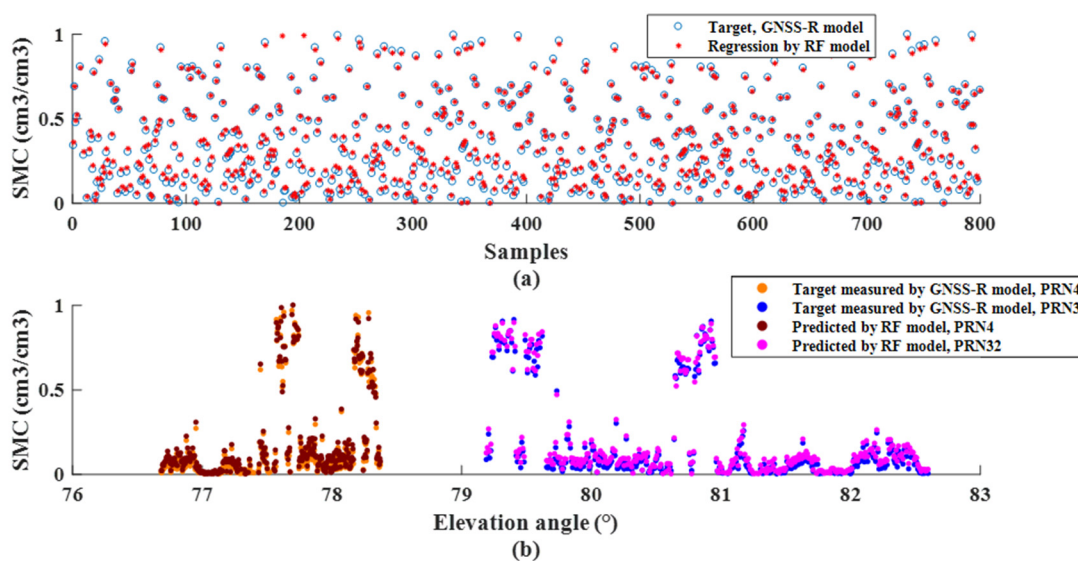 Target, GNSS-R model
Regression by RF model
SMC (cm3/cm3)
1
0.5
0
0 100 200 300 400 500 600 700 800
Samples
(a)
Target measured by GNSS-R model, PRN4
Target measured by GNSS-R model, PRN3
Predicted by RF model, PRN4
Predicted by RF model, PRN32
SMC (cm3/cm3)
1
0.5
0
76 77 78 79 80 81 82 83
Elevation angle (°)
(b)